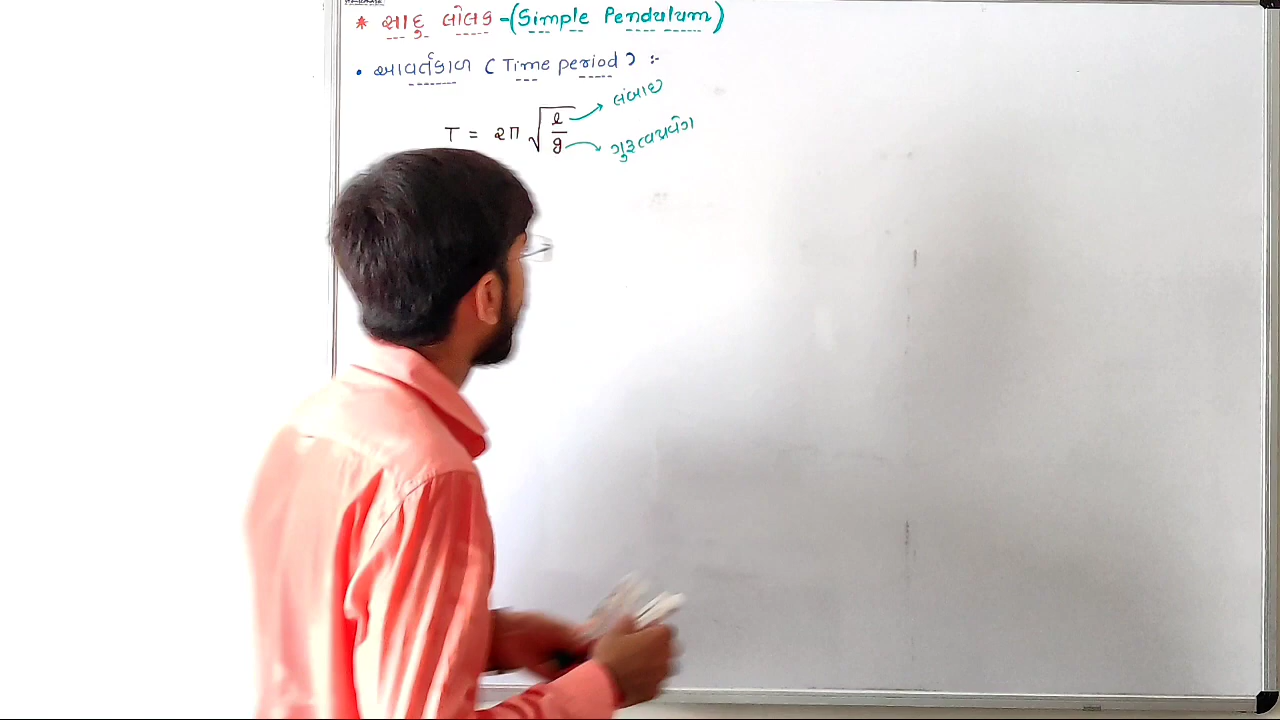 * સાદુ લોલક -(Simple Pendulum)
• આવર્તકાળ ( Time period ) :-
T = 2π √l/g → લંબાઇ
→ ગુરુત્વપ્રવેગ